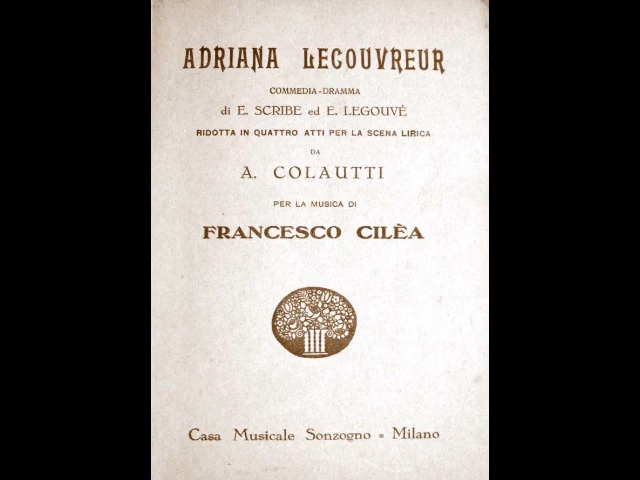 ADRIANA LECOUVREUR
COMMEDIA-DRAMMA
di E. SCRIBE ed E. LEGOUVÉ
RIDOTTA IN QUATTRO ATTI PER LA SCENA LIRICA
DA
A. COLAUTTI
PER LA MUSICA DI
FRANCESCO CILÈA
Casa Musicale Sonzogno = Milano